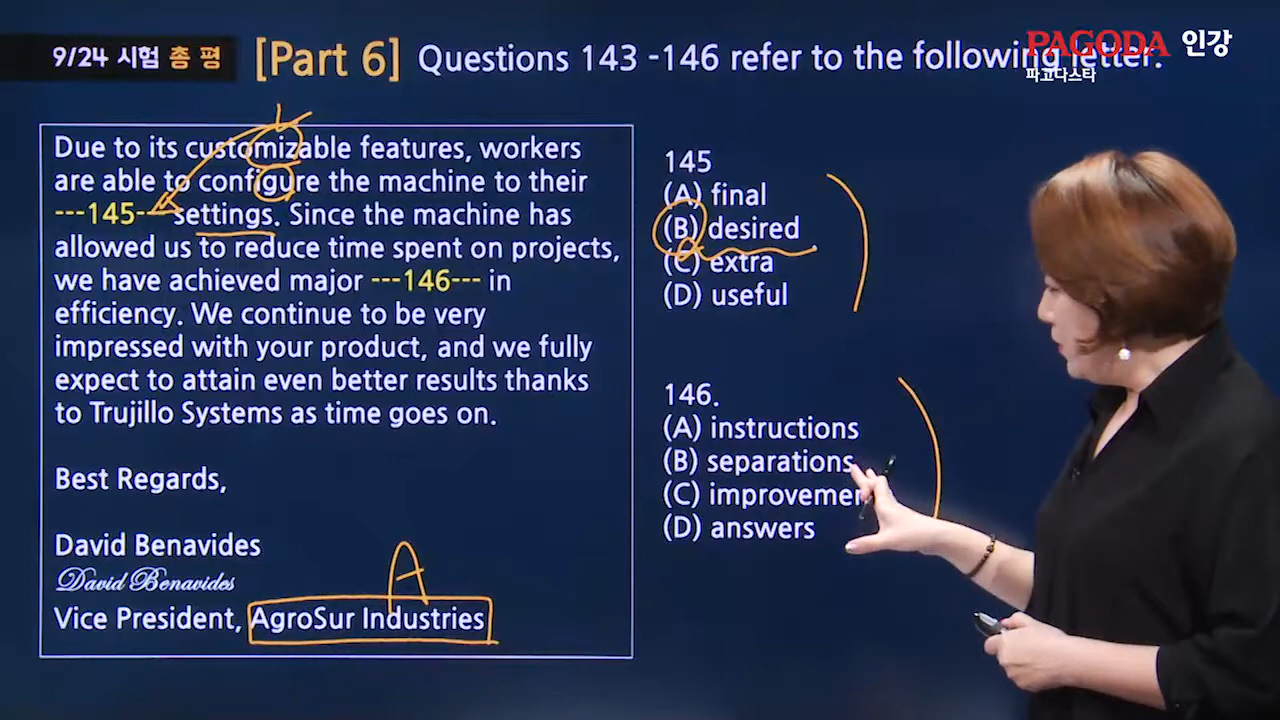 9/24 시험 총 평
[Part 6] Questions 143 -146 refer to the following letter.
PAGODA 인강
파고다스타
Due to its customizable features, workers
are able to configure the machine to their
---145--- settings. Since the machine has
allowed us to reduce time spent on projects,
we have achieved major ---146--- in
efficiency. We continue to be very
impressed with your product, and we fully
expect to attain even better results thanks
to Trujillo Systems as time goes on.
Best Regards,
David Benavides
David Benavides
Vice President, AgroSur Industries
A
145
(A) final
(B) desired
(C) extra
(D) useful
146.
(A) instructions
(B) separations
(C) improvemen
(D) answers